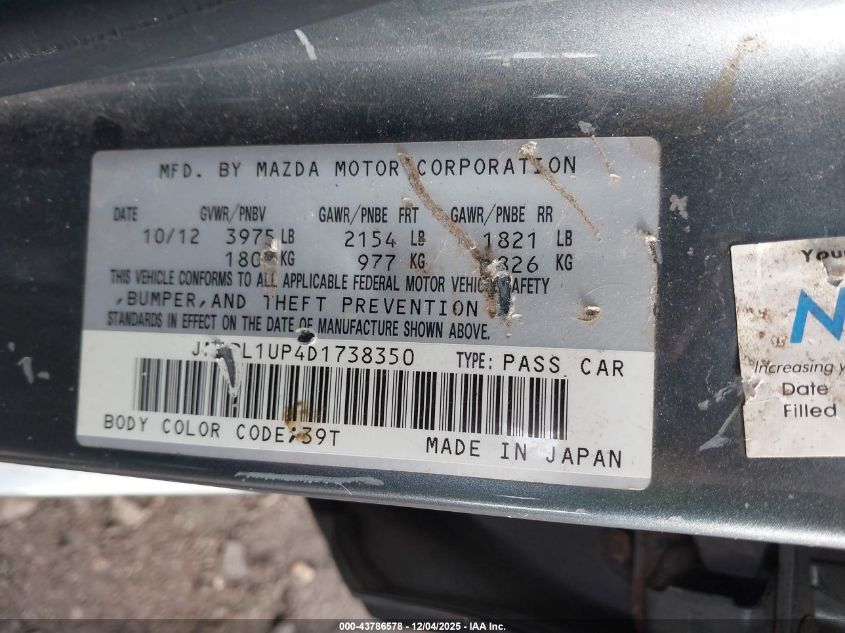 MFD. BY MAZDA MOTOR CORPORATION
DATE GVWR/PNBV GAWR/PNBE FRT GAWR/PNBE RR
10/12 3975 LB 2154 LB 1821 LB
KG 977 KG KG
THIS VEHICLE CONFORMS TO ALL APPLICABLE FEDERAL MOTOR VEHICLE SAFETY
,BUMPER,AND THEFT PREVENTION
STANDARDS IN EFFECT ON THE DATE OF MANUFACTURE SHOWN ABOVE.
TYPE: PASS CAR
BODY COLOR CODE: 39T
MADE IN JAPAN
Increasing
Date
Filled
000-43786578 - 12/04/2025 - IAA Inc.